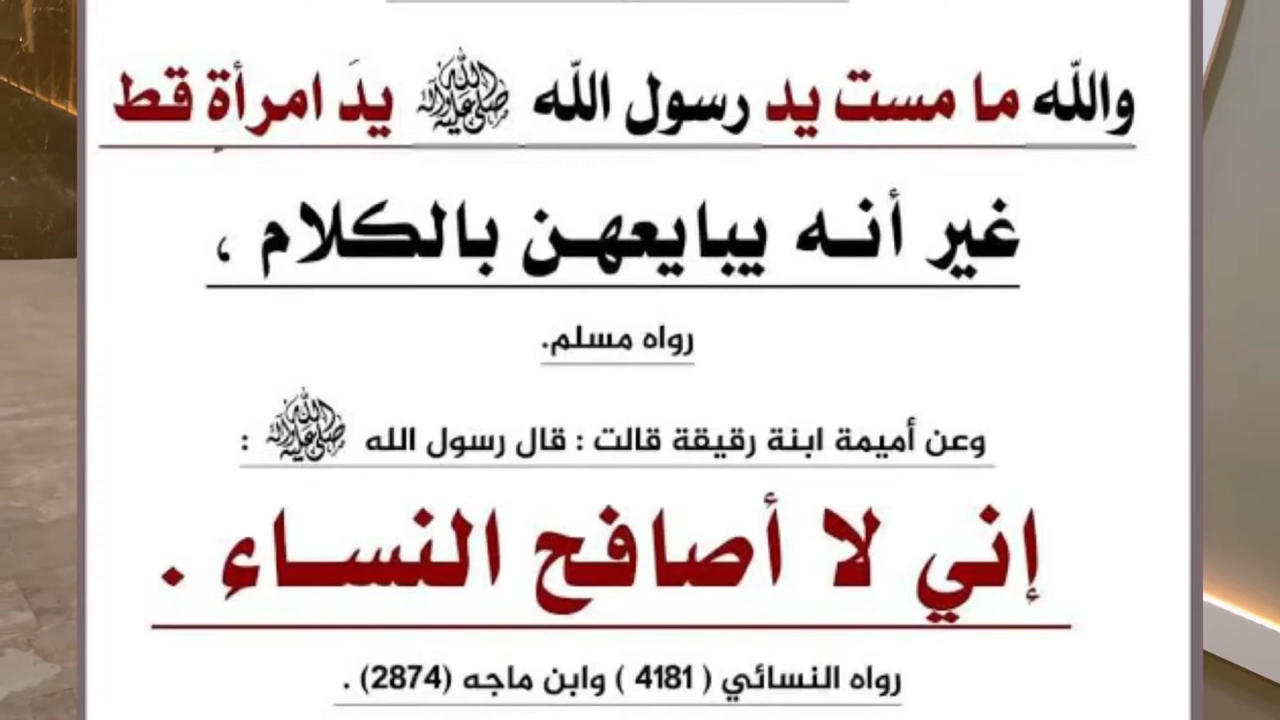 والله ما مست يد رسول الله ﷺ يدَ امرأة قط
غير أنه يبايعهن بالكلام ،
رواه مسلم.
وعن أميمة ابنة رقيقة قالت : قال رسول الله ﷺ :
إني لا أصافح النساء .
رواه النسائي ( 4181 ) وابن ماجه (2874) .